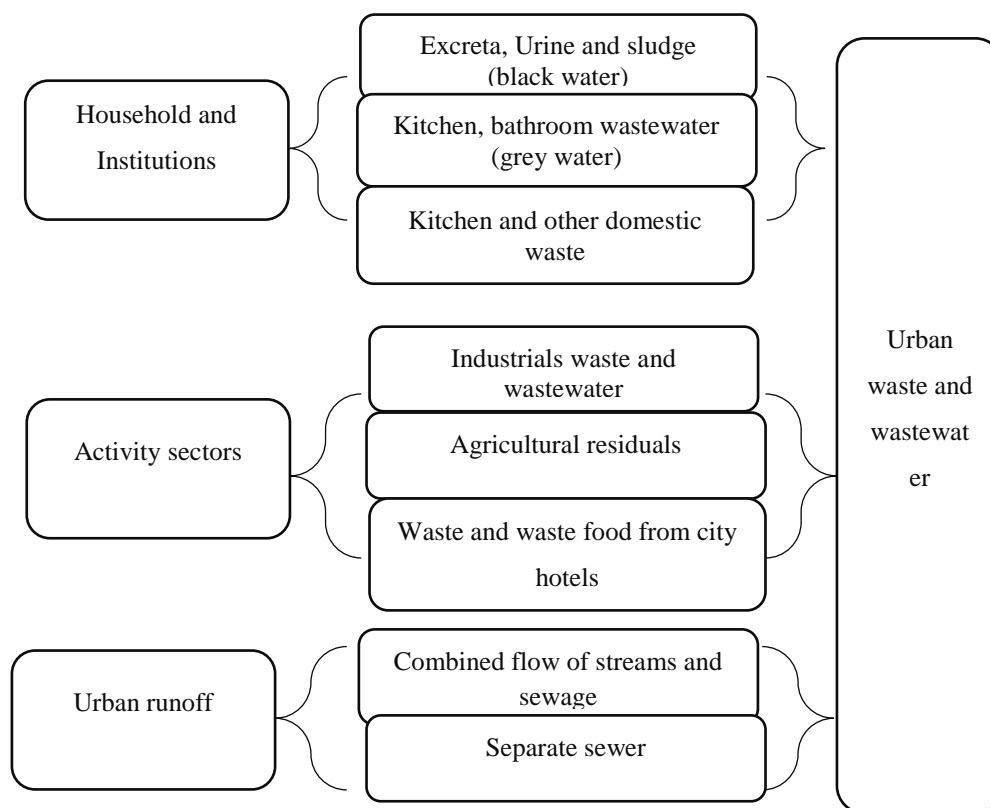 Household and
Institutions
Excreta, Urine and sludge
(black water)
Kitchen, bathroom wastewater
(grey water)
Kitchen and other domestic
waste
Activity sectors
Industrials waste and
wastewater
Agricultural residuals
Waste and waste food from city
hotels
Urban runoff
Combined flow of streams and
sewage
Separate sewer
Urban
waste and
wastewat
er